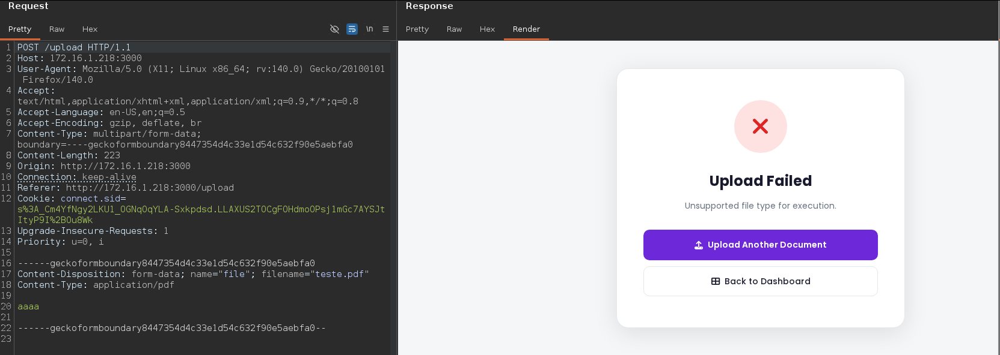 Request
Pretty Raw Hex \n
1 POST /upload HTTP/1.1
2 Host: 172.16.1.218:3000
3 User-Agent: Mozilla/5.0 (X11; Linux x86_64; rv:140.0) Gecko/20100101
Firefox/140.0
4 Accept:
text/html,application/xhtml+xml,application/xml;q=0.9,*/*;q=0.8
5 Accept-Language: en-US,en;q=0.5
6 Accept-Encoding: gzip, deflate, br
7 Content-Type: multipart/form-data;
boundary=----geckoformboundary8447354d4c33e1d54c632f90e5aebfa0
8 Content-Length: 223
9 Origin: http://172.16.1.218:3000
10 Connection: keep-alive
11 Referer: http://172.16.1.218:3000/upload
12 Cookie: connect.sid=
s%3A_Cm4YfNgy2LKU1_OGNqOqYLA-Sxkpdsd.LLAXUS2TOCgFOHdmoOPsj1mGc7AYSJt
ItyP9I%2BOu8Wk
13 Upgrade-Insecure-Requests: 1
14 Priority: u=0, i
15
16 ------geckoformboundary8447354d4c33e1d54c632f90e5aebfa0
17 Content-Disposition: form-data; name="file"; filename="teste.pdf"
18 Content-Type: application/pdf
19
20 aaaa
21
22 ------geckoformboundary8447354d4c33e1d54c632f90e5aebfa0--
23
Response
Pretty Raw Hex Render
Upload Failed
Unsupported file type for execution.
Upload Another Document
Back to Dashboard